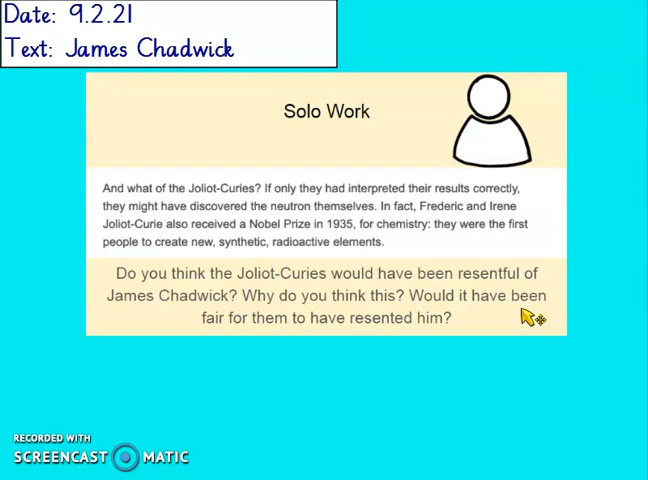 Date: 9.2.21
Text: James Chadwick
Solo Work
And what of the Joliot-Curies? If only they had interpreted their results correctly,
they might have discovered the neutron themselves. In fact, Frederic and Irene
Joliot-Curie also received a Nobel Prize in 1935, for chemistry: they were the first
people to create new, synthetic, radioactive elements.
Do you think the Joliot-Curies would have been resentful of
James Chadwick? Why do you think this? Would it have been
fair for them to have resented him?
RECORDED WITH
SCREENCAST MATIC